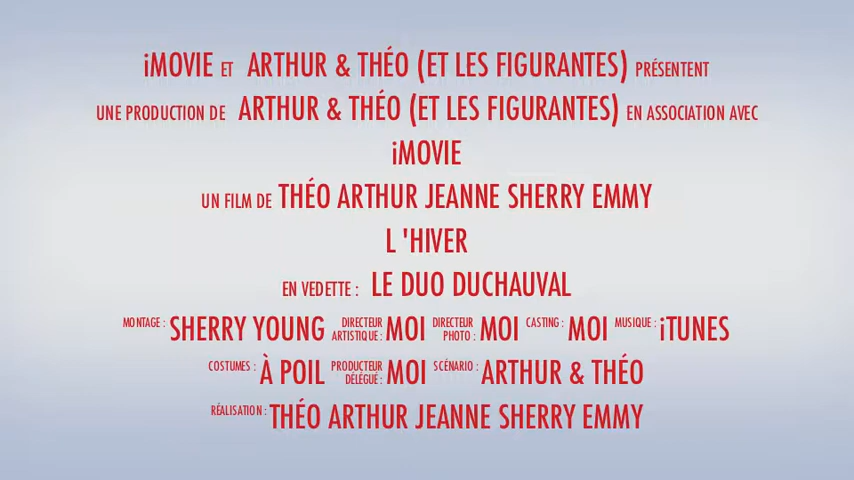 iMOVIE ET ARTHUR & THÉO (ET LES FIGURANTES) PRÉSENTENT
UNE PRODUCTION DE ARTHUR & THÉO (ET LES FIGURANTES) EN ASSOCIATION AVEC
iMOVIE
UN FILM DE THÉO ARTHUR JEANNE SHERRY EMMY
L 'HIVER
EN VEDETTE : LE DUO DUCHAUVAL
MONTAGE : SHERRY YOUNG DIRECTEUR ARTISTIQUE : MOI DIRECTEUR PHOTO : MOI CASTING : MOI MUSIQUE : iTUNES
COSTUMES : À POIL PRODUCTEUR DÉLÉGUÉ : MOI SCÉNARIO : ARTHUR & THÉO
RÉALISATION : THÉO ARTHUR JEANNE SHERRY EMMY